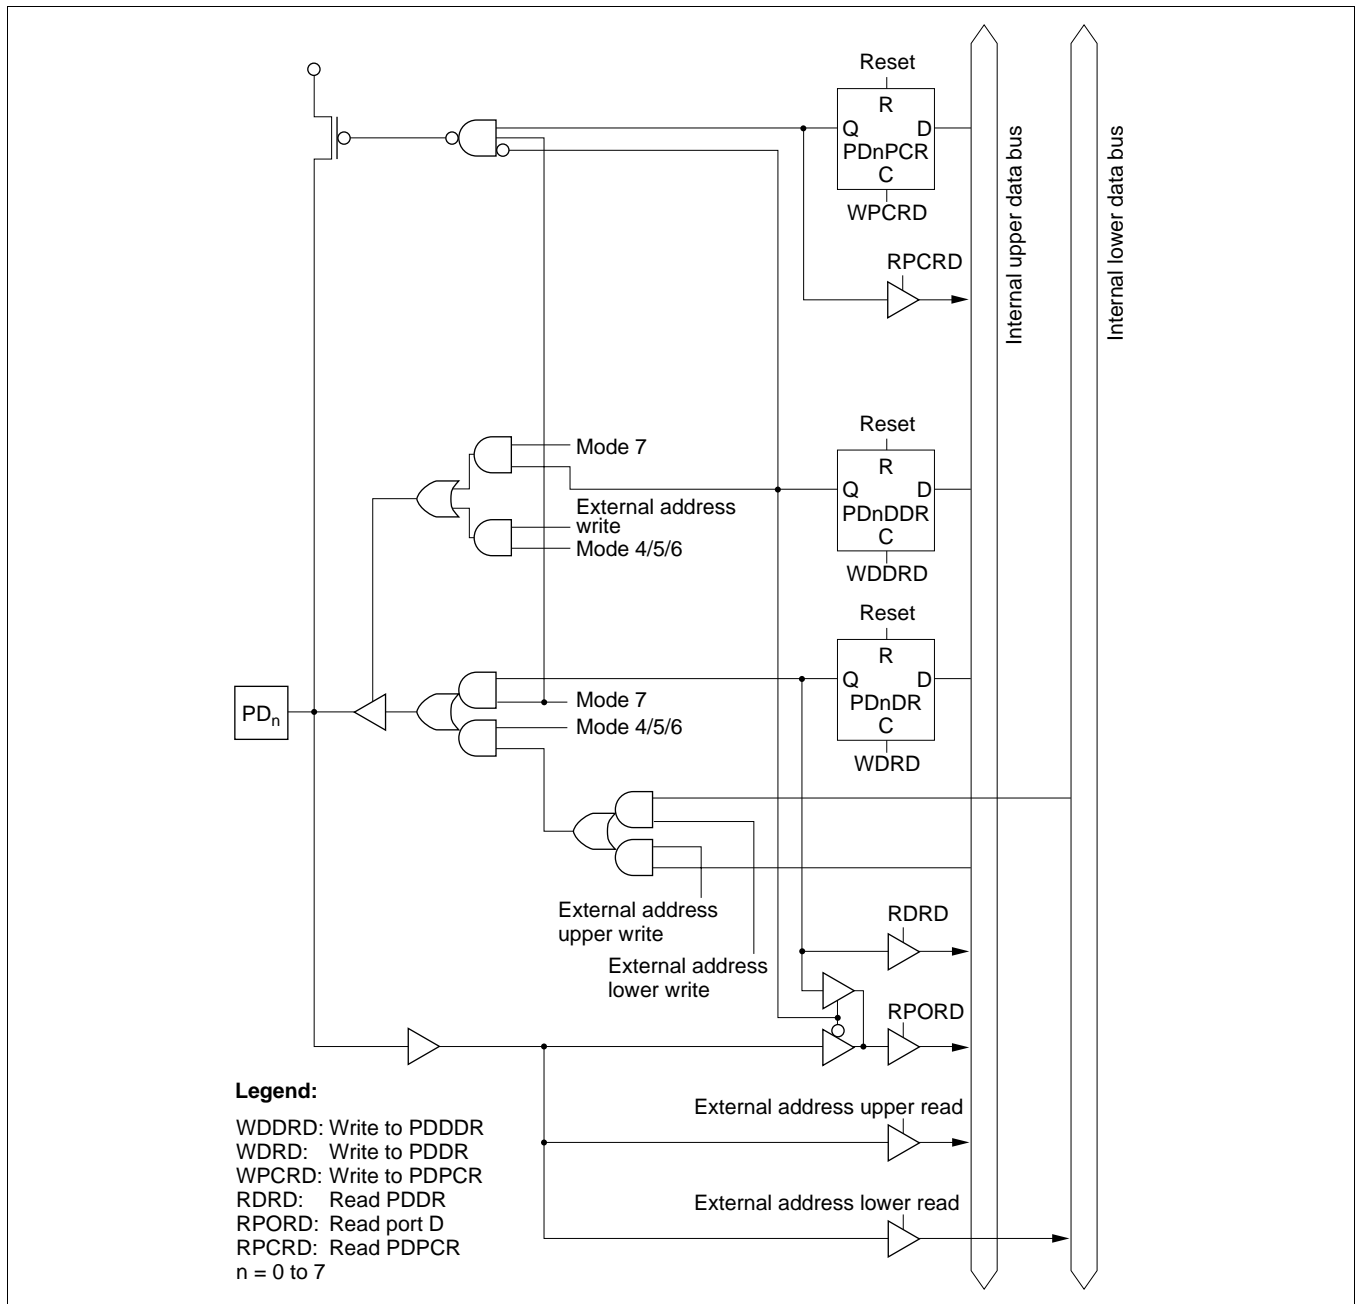 Reset
R
Q D
PDnPCR
C
WPCRD
Internal upper data bus
Internal lower data bus
RPCRD
Reset
Mode 7
R
Q D
External address
write
PDnDDR
Mode 4/5/6
C
WDDRD
Reset
R
Q D
PDn
Mode 7
PDnDR
Mode 4/5/6
C
WDRD
External address
upper write
RDRD
External address
lower write
RPORD
Legend:
External address upper read
WDDRD: Write to PDDDR
WDRD: Write to PDDR
WPCRD: Write to PDPCR
RDRD: Read PDDR
External address lower read
RPORD: Read port D
RPCRD: Read PDPCR
n = 0 to 7